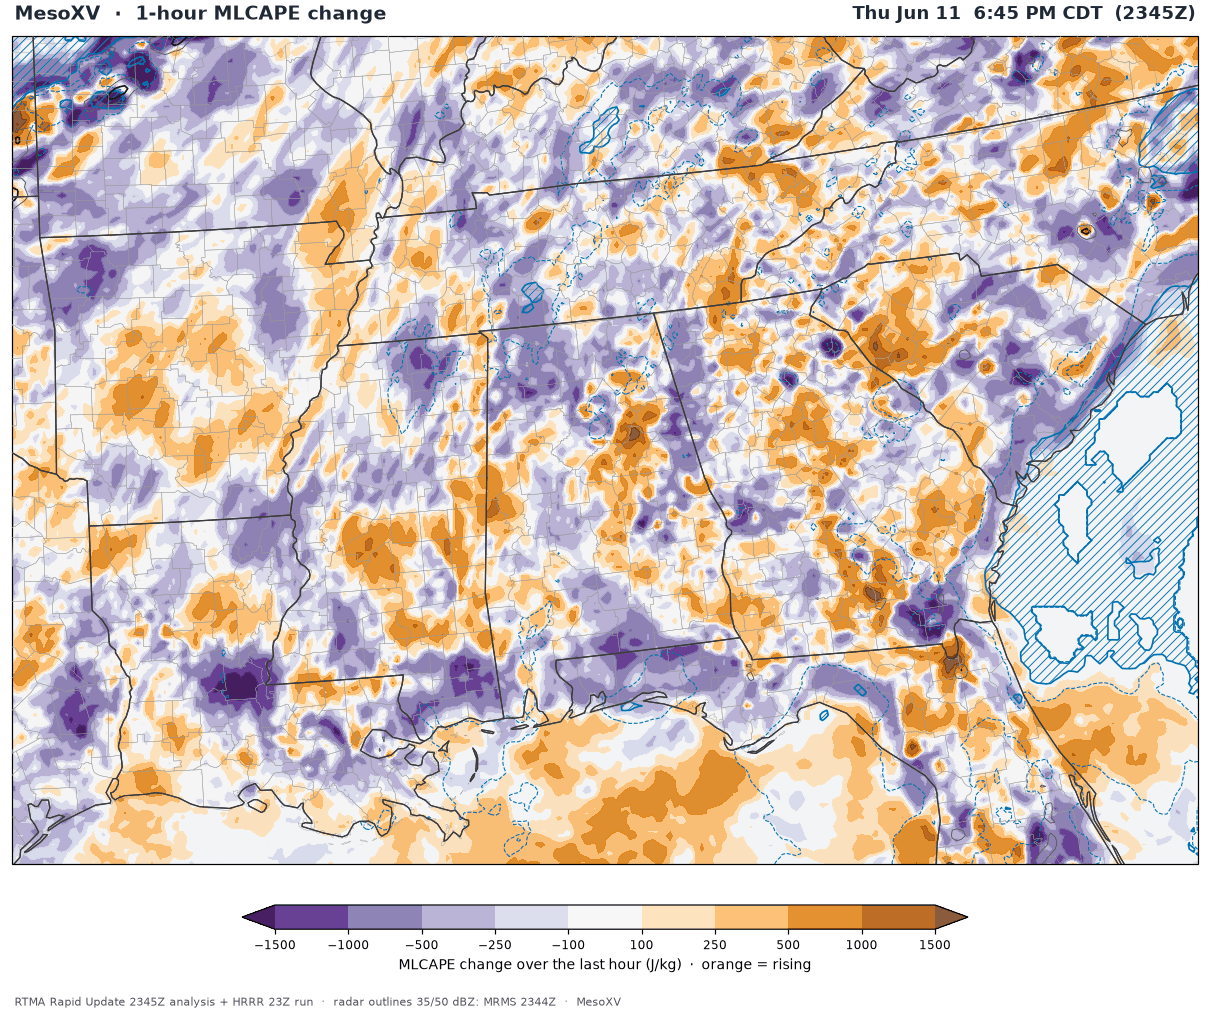 MesoXV · 1-hour MLCAPE change
Thu Jun 11 6:45 PM CDT (2345Z)
−1500 −1000 −500 −250 −100 100 250 500 1000 1500
MLCAPE change over the last hour (J/kg) · orange = rising
RTMA Rapid Update 2345Z analysis + HRRR 23Z run · radar outlines 35/50 dBZ: MRMS 2344Z · MesoXV